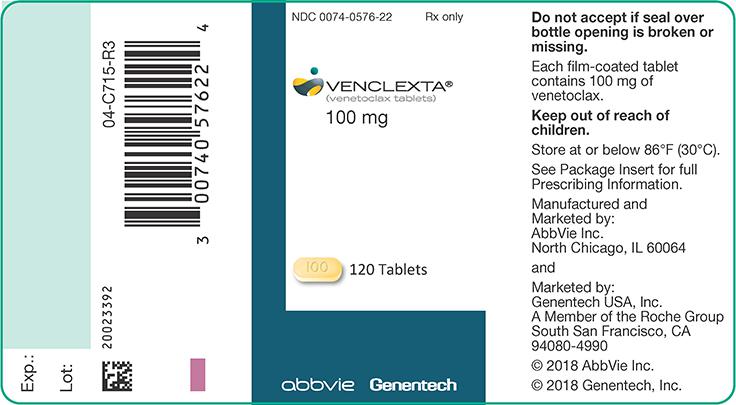 Exp.:
Lot:
20023392
04-C715-R3
3 00740 57622 4
NDC 0074-0576-22 Rx only
VENCLEXTA®
(venetoclax tablets)
100 mg
100
120 Tablets
abbvie Genentech
Do not accept if seal over
bottle opening is broken or
missing.
Each film-coated tablet
contains 100 mg of
venetoclax.
Keep out of reach of
children.
Store at or below 86°F (30°C).
See Package Insert for full
Prescribing Information.
Manufactured and
Marketed by:
AbbVie Inc.
North Chicago, IL 60064
and
Marketed by:
Genentech USA, Inc.
A Member of the Roche Group
South San Francisco, CA
94080-4990
© 2018 AbbVie Inc.
© 2018 Genentech, Inc.